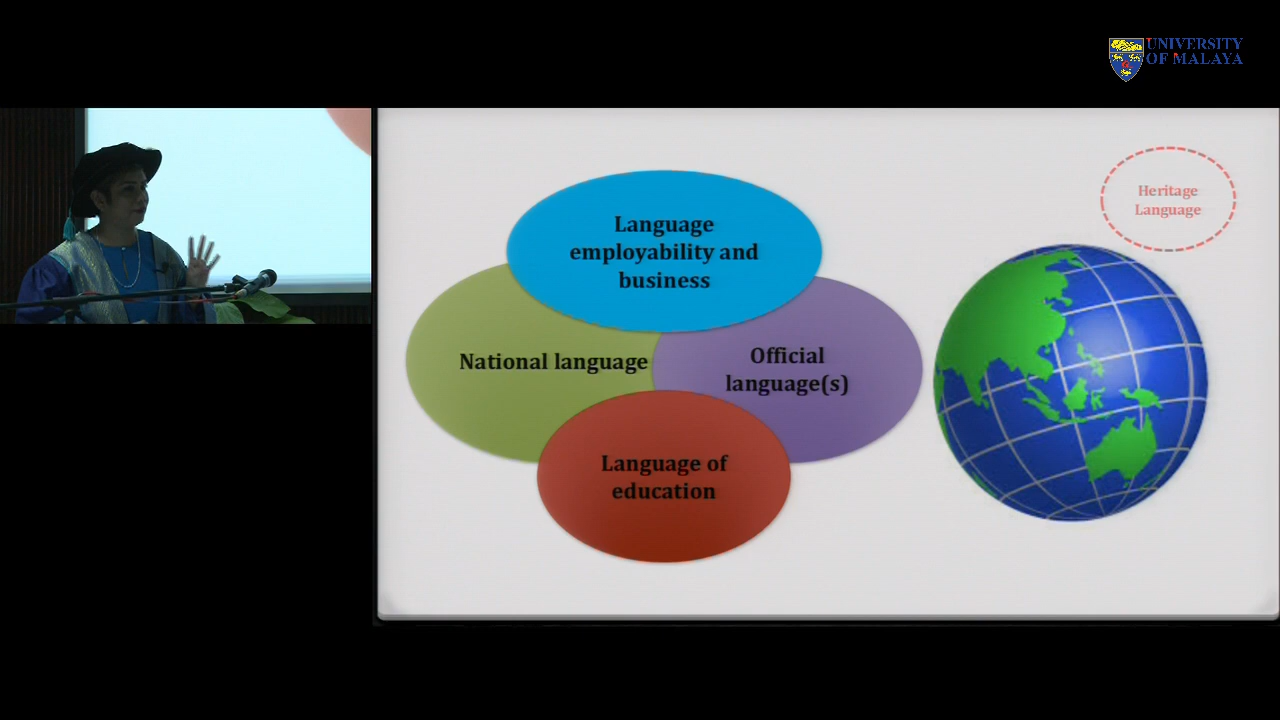 UNIVERSITY
OF MALAYA
Heritage
Language
Language
employability and
business
National language
Official
language(s)
Language of
education